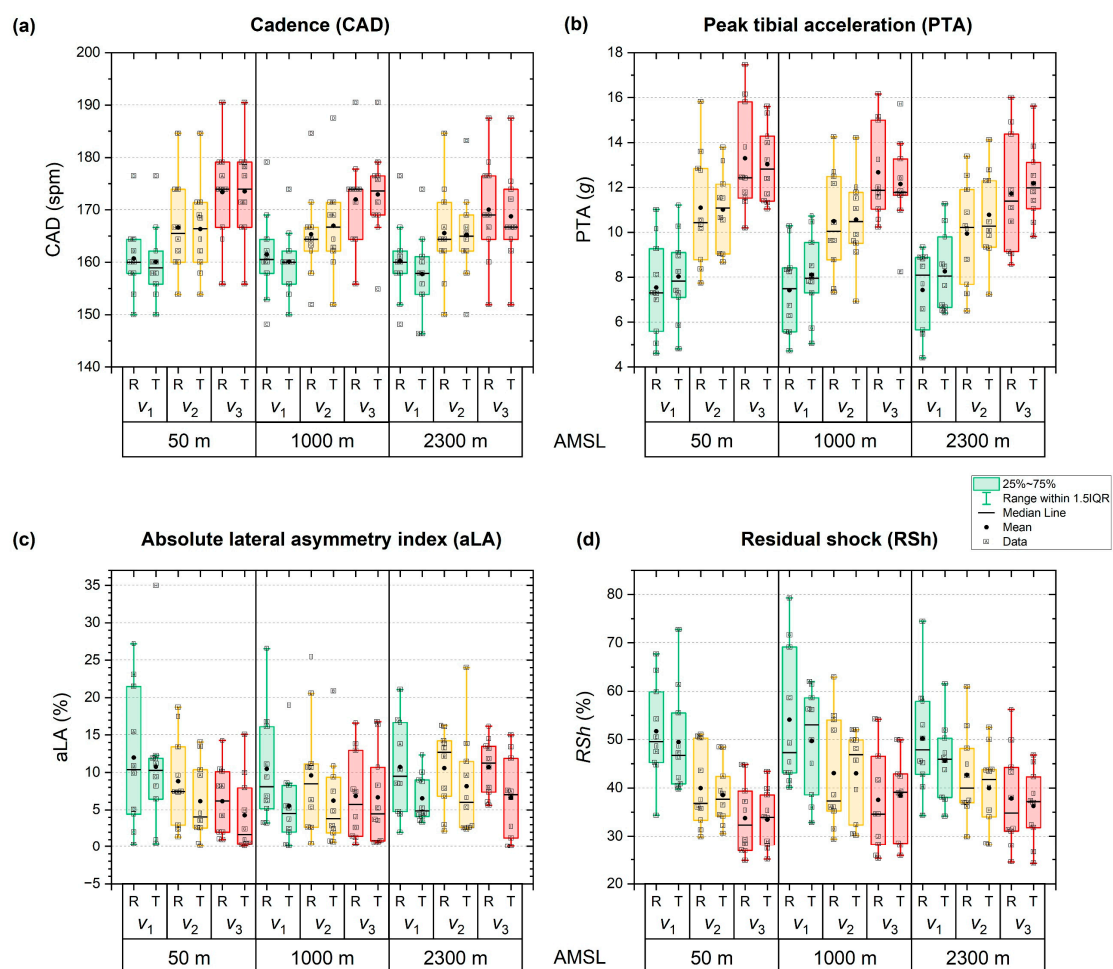 (a)
Cadence (CAD)
200
190
180
170
160
150
140
CAD (spm)
R T R T R T R T R T R T R T R T R T
v1 v2 v3 v1 v2 v3 v1 v2 v3
50 m 1000 m 2300 m
AMSL
(b)
Peak tibial acceleration (PTA)
18
16
14
12
10
8
6
4
PTA (g)
R T R T R T R T R T R T R T R T R T
v1 v2 v3 v1 v2 v3 v1 v2 v3
50 m 1000 m 2300 m
25%~75%
Range within 1.5IQR
Median Line
Mean
Data
(c)
Absolute lateral asymmetry index (aLA)
35
30
25
20
15
10
5
0
−5
aLA (%)
R T R T R T R T R T R T R T R T R T
v1 v2 v3 v1 v2 v3 v1 v2 v3
50 m 1000 m 2300 m
AMSL
(d)
Residual shock (RSh)
80
70
60
50
40
30
20
RSh (%)
R T R T R T R T R T R T R T R T R T
v1 v2 v3 v1 v2 v3 v1 v2 v3
50 m 1000 m 2300 m